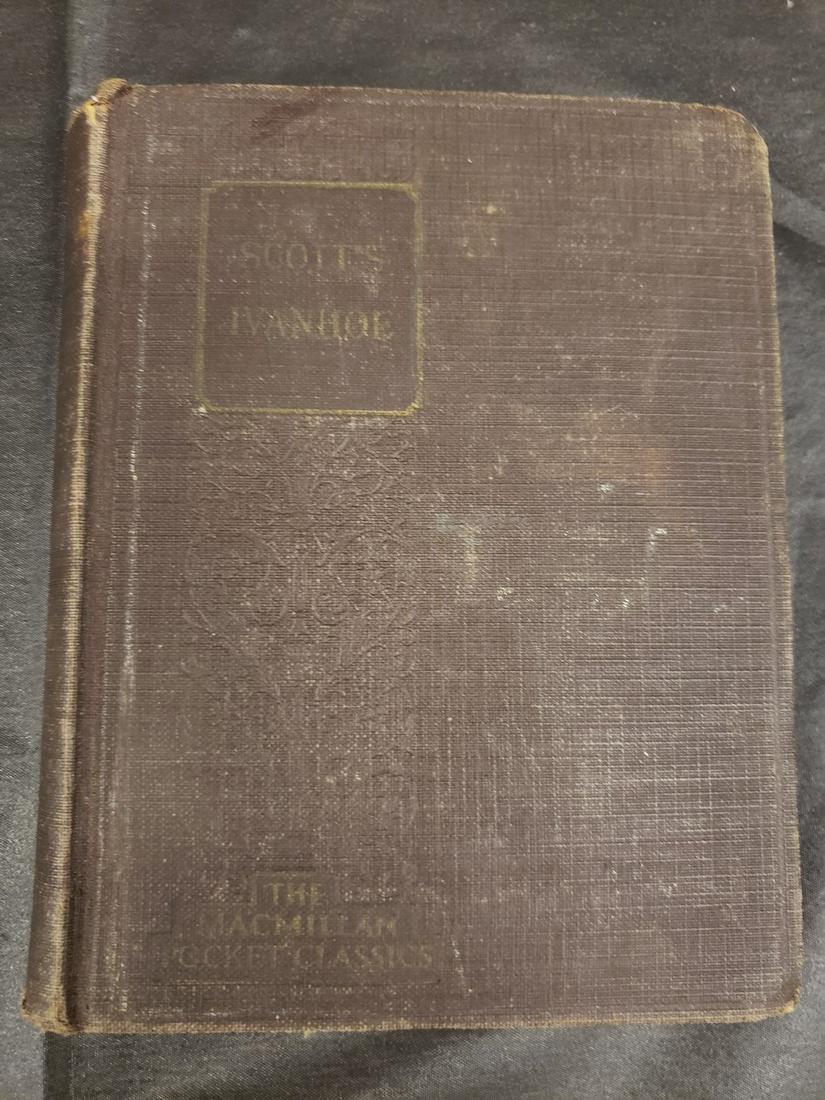 SCOTT'S
IVANHOE
THE
MACMILLAN
POCKET CLASSICS